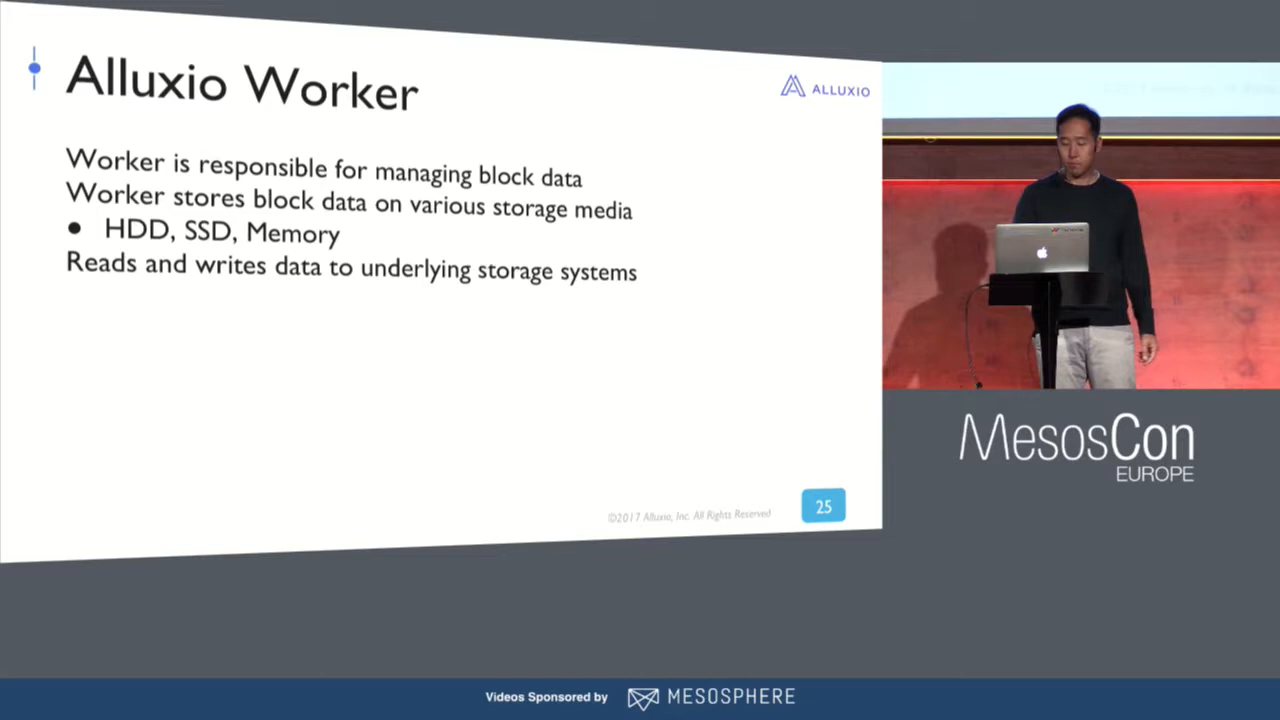 Alluxio Worker
ALLUXIO
Worker is responsible for managing block data
Worker stores block data on various storage media
● HDD, SSD, Memory
Reads and writes data to underlying storage systems
©2017 Alluxio, Inc. All Rights Reserved
25
MesosCon
EUROPE
Videos Sponsored by MESOSPHERE